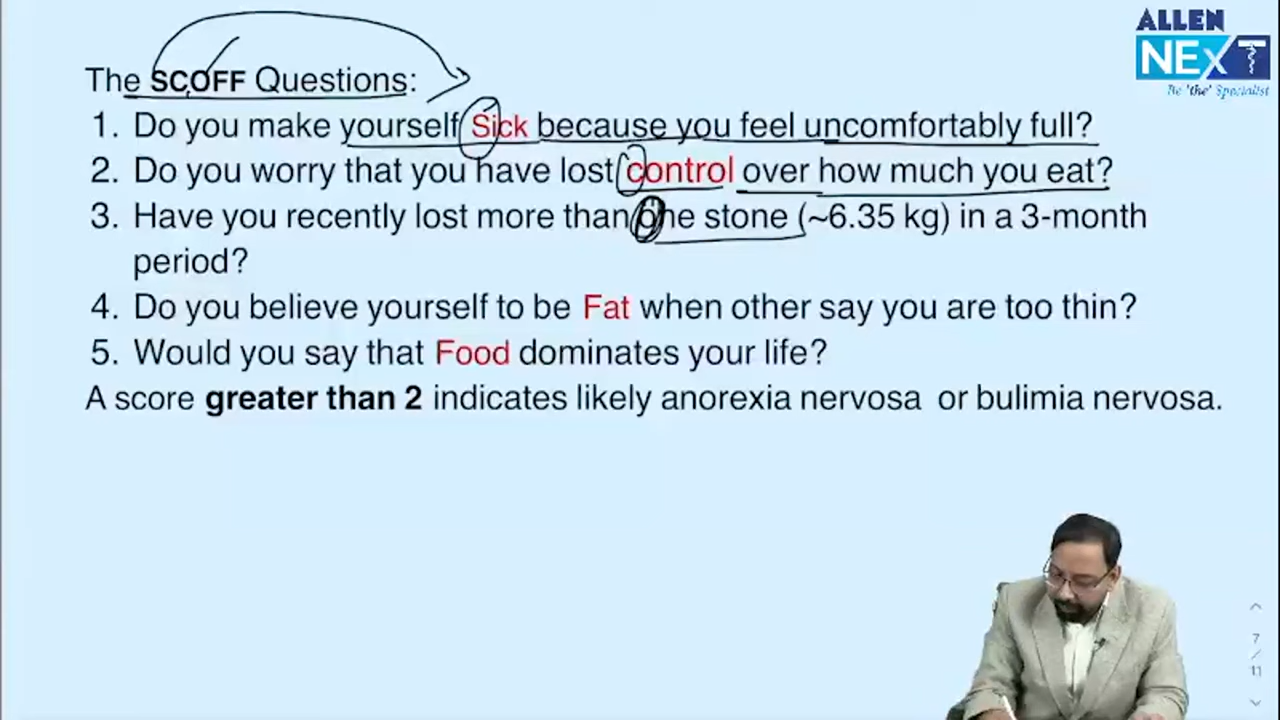 ALLEN
NEXT
Be 'the' Specialist
The SCOFF Questions:
1. Do you make yourself Sick because you feel uncomfortably full?
2. Do you worry that you have lost control over how much you eat?
3. Have you recently lost more than one stone (~6.35 kg) in a 3-month
period?
4. Do you believe yourself to be Fat when other say you are too thin?
5. Would you say that Food dominates your life?
A score greater than 2 indicates likely anorexia nervosa or bulimia nervosa.
7
/
11